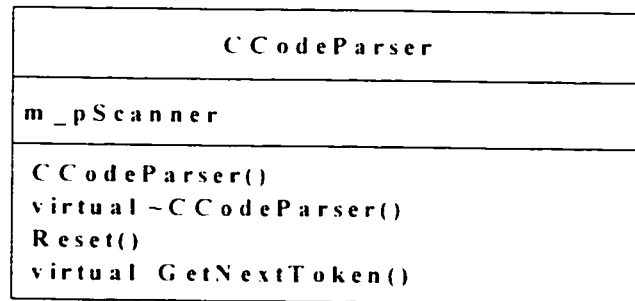 CCodeParser
m_pScanner
CCodeParser()
virtual ~CCodeParser()
Reset()
virtual GetNextToken()